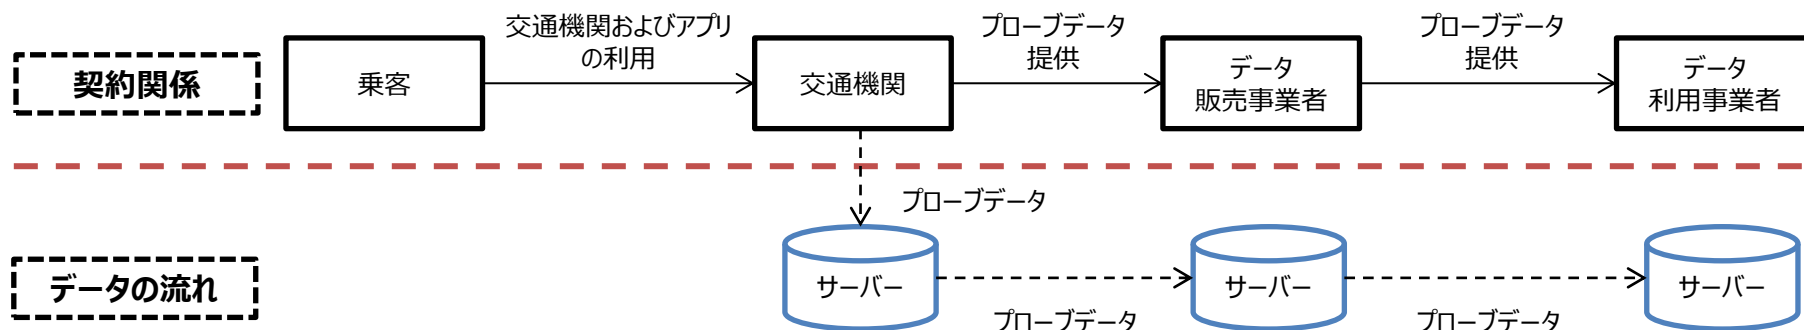 契約関係
乗客
交通機関およびアプリ
の利用
交通機関
プローブデータ
提供
データ
販売事業者
プローブデータ
提供
データ
利用事業者
プローブデータ
データの流れ
サーバー
プローブデータ
サーバー
プローブデータ
サーバー